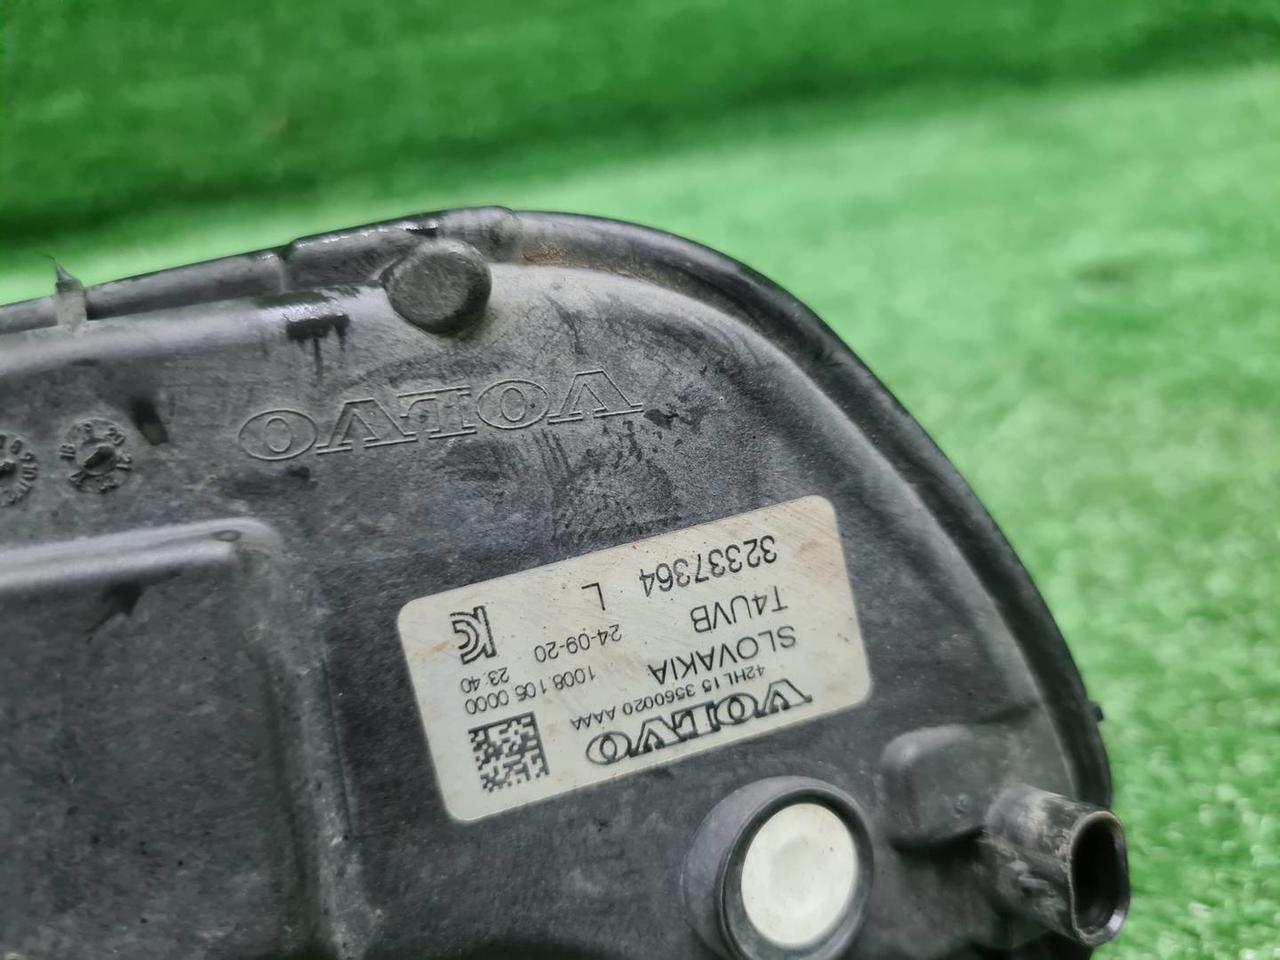 VOLVO
VOLVO
42HL 15 3560020 AAAA
SLOVAKIA
1008 105 0000
23:40
T4UVB
24-09-20
32337364
L